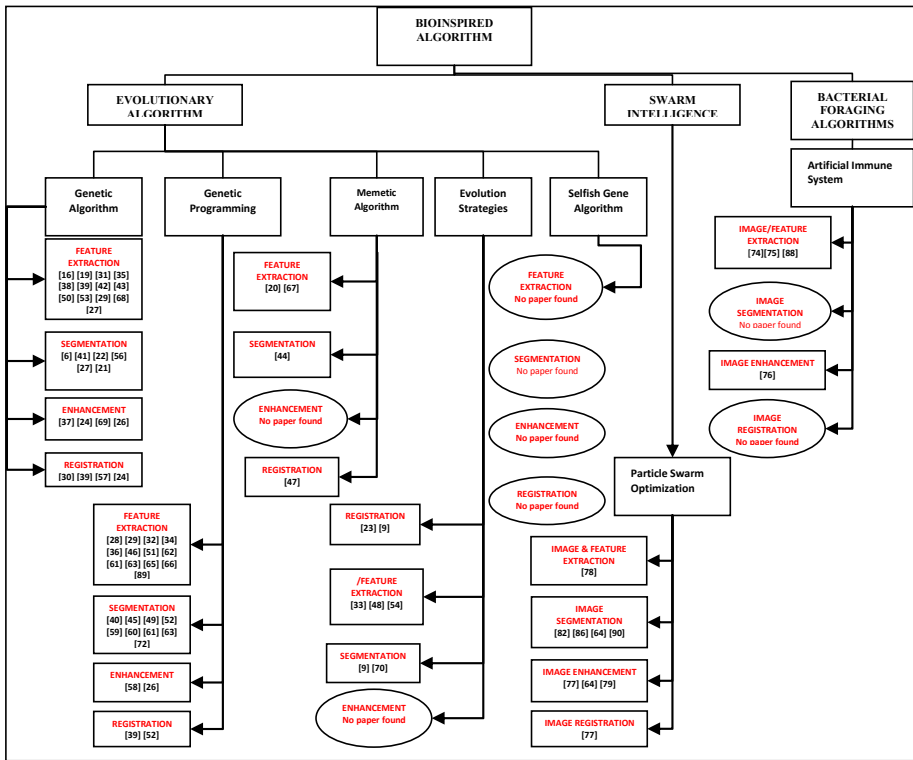 BIOINSPIRED
ALGORITHM
EVOLUTIONARY
ALGORITHM
SWARM
INTELLIGENCE
BACTERIAL
FORAGING
ALGORITHMS
Genetic
Algorithm
Genetic
Programming
Memetic
Algorithm
Evolution
Strategies
Selfish Gene
Algorithm
Artificial Immune
System
FEATURE
EXTRACTION
[16] [19] [31] [35]
[38] [39] [42] [43]
[50] [53] [29] [68]
[27]
SEGMENTATION
[6] [41] [22] [56]
[27] [21]
ENHANCEMENT
[37] [24] [69] [26]
REGISTRATION
[30] [39] [57] [24]
FEATURE
EXTRACTION
[28] [29] [32] [34]
[36] [46] [51] [62]
[61] [63] [65] [66]
[89]
SEGMENTATION
[40] [45] [49] [52]
[59] [60] [61] [63]
[72]
ENHANCEMENT
[58] [26]
REGISTRATION
[39] [52]
FEATURE
EXTRACTION
[20] [67]
SEGMENTATION
[44]
ENHANCEMENT
No paper found
REGISTRATION
[47]
REGISTRATION
[23] [9]
/FEATURE
EXTRACTION
[33] [48] [54]
SEGMENTATION
[9] [70]
ENHANCEMENT
No paper found
FEATURE
EXTRACTION
No paper found
SEGMENTATION
No paper found
ENHANCEMENT
No paper found
REGISTRATION
No paper found
Particle Swarm
Optimization
IMAGE & FEATURE
EXTRACTION
[78]
IMAGE
SEGMENTATION
[82] [86] [64] [90]
IMAGE ENHANCEMENT
[77] [64] [79]
IMAGE REGISTRATION
[77]
IMAGE/FEATURE
EXTRACTION
[74][75] [88]
IMAGE
SEGMENTATION
No paper found
IMAGE ENHANCEMENT
[76]
IMAGE
REGISTRATION
No paper found